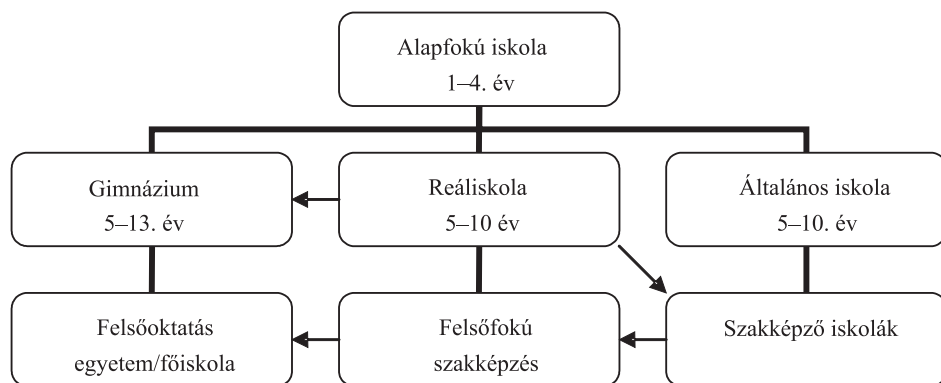 Alapfokú iskola
1–4. év
Gimnázium
5–13. év
Reáliskola
5–10 év
Általános iskola
5–10. év
Felsőoktatás
egyetem/főiskola
Felsőfokú
szakképzés
Szakképző iskolák